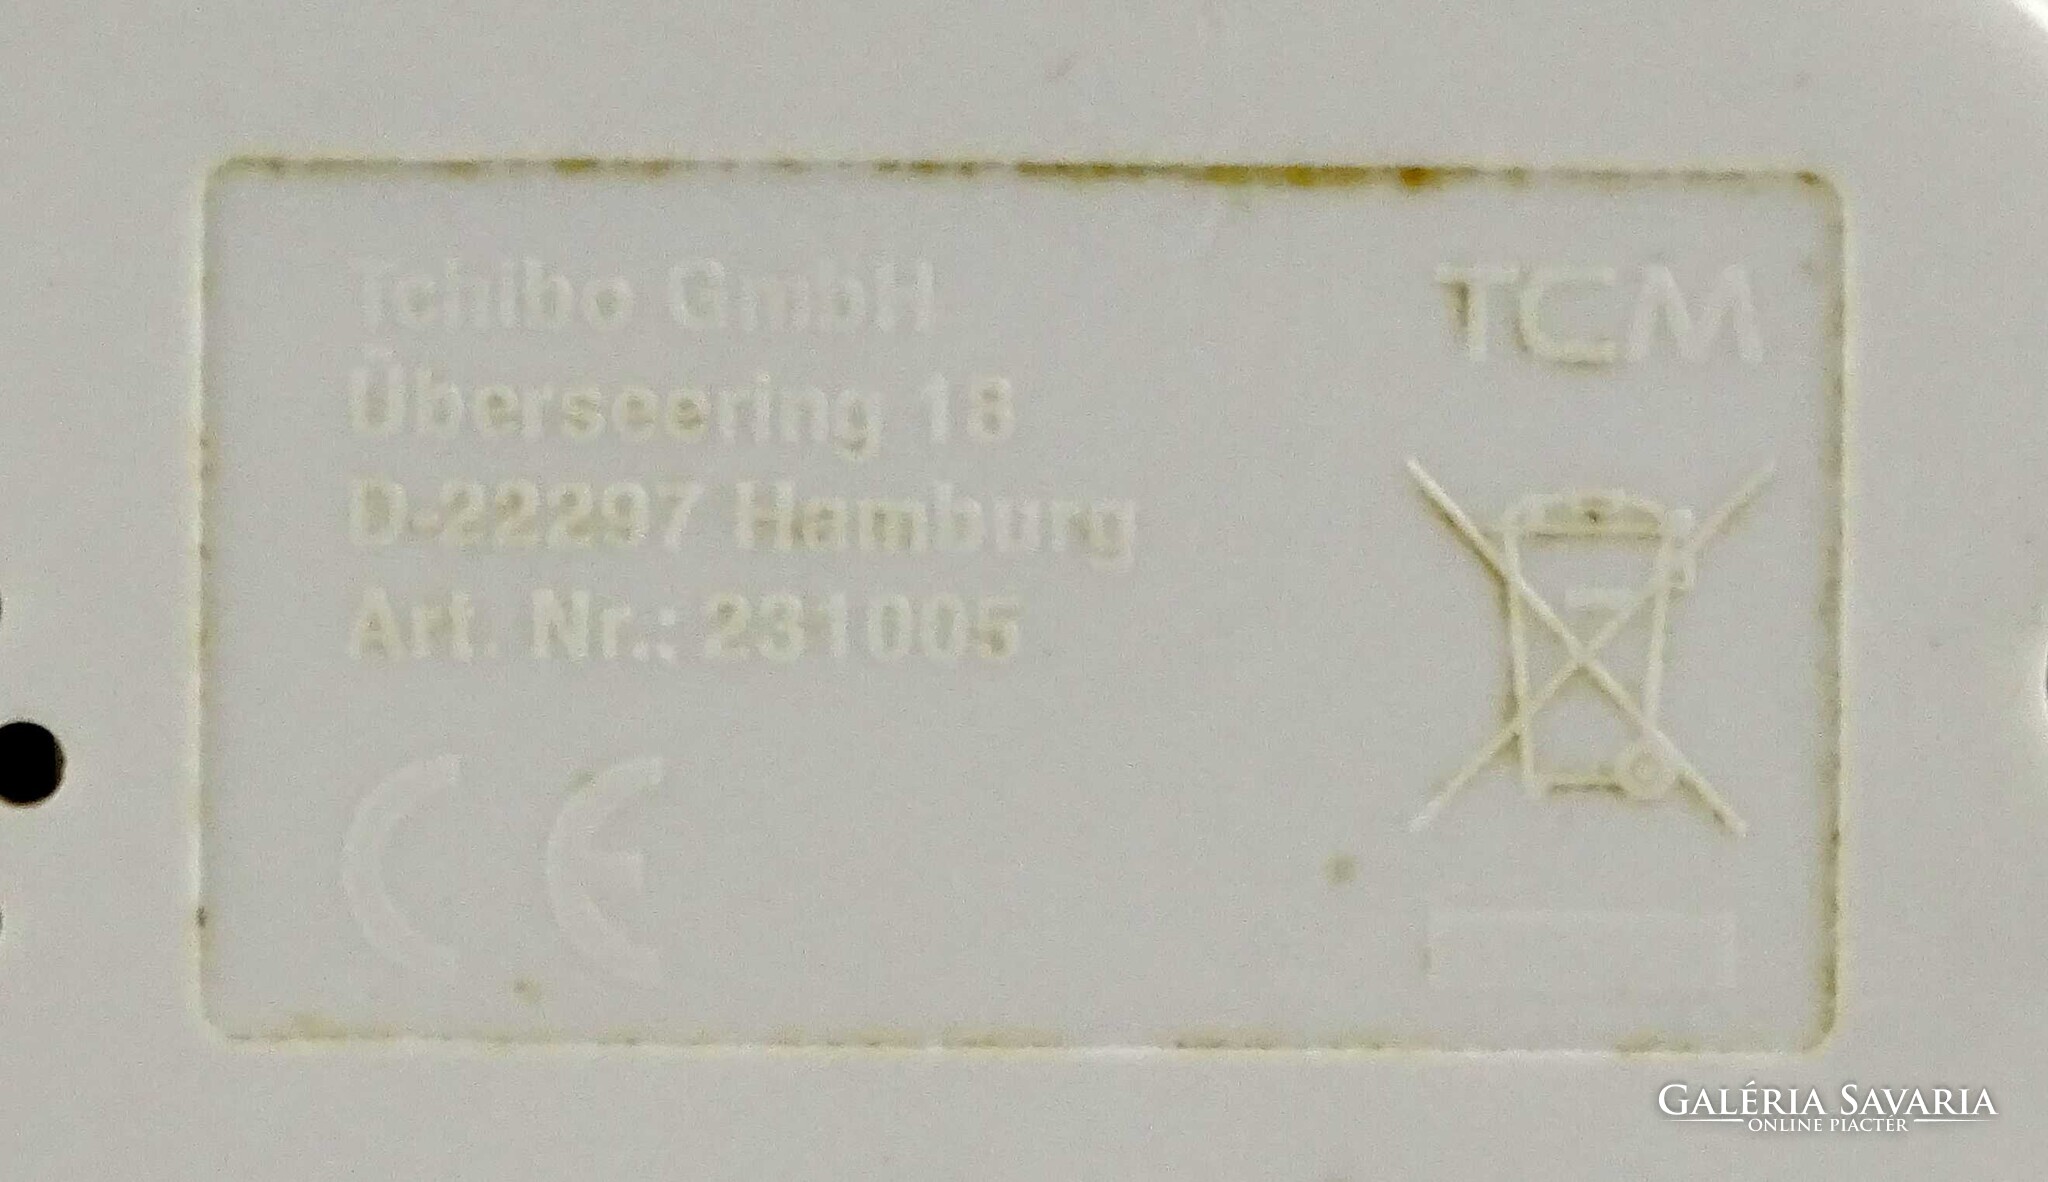 Tchibo GmbH
Überseering 18
D-22297 Hamburg
Art. Nr.: 231005
CE
TCM
GALÉRIA SAVARIA
ONLINE PIACTÉR